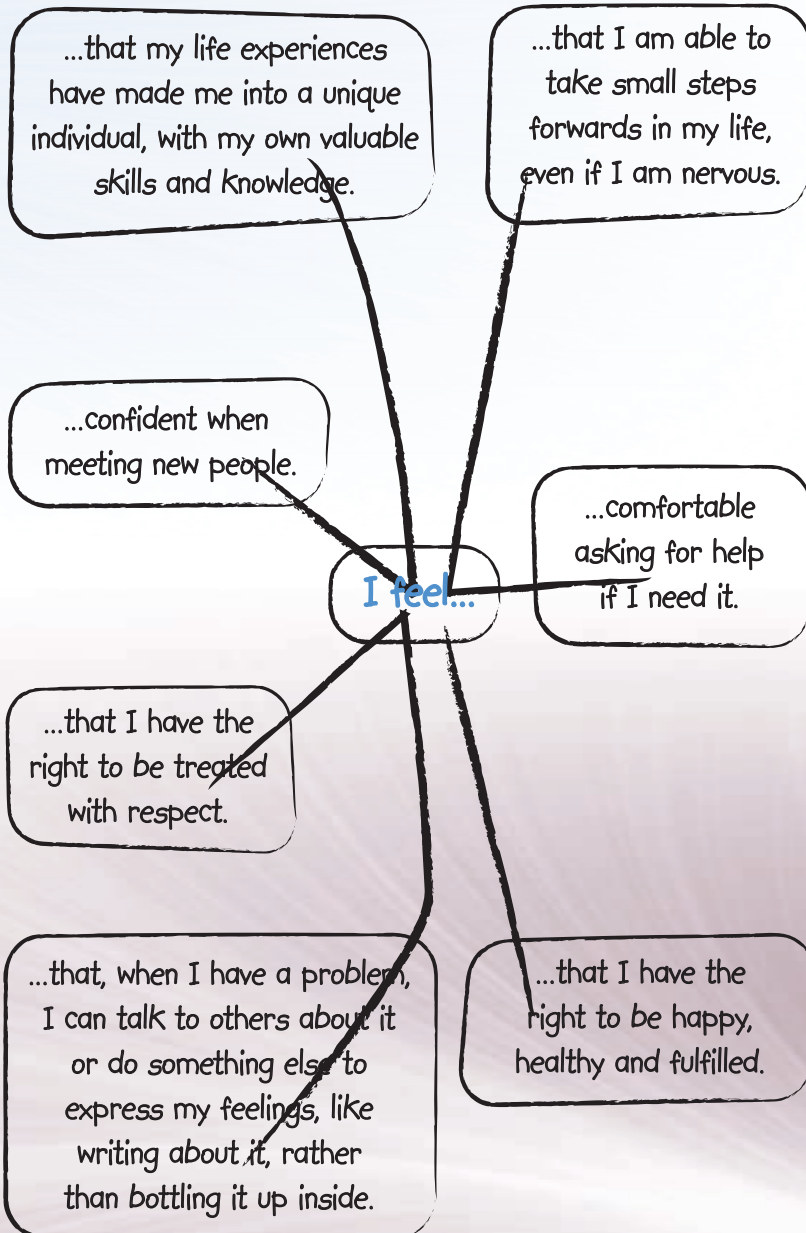 ...that my life experiences
have made me into a unique
individual, with my own valuable
skills and knowledge.
...that I am able to
take small steps
forwards in my life,
even if I am nervous.
...confident when
meeting new people.
...comfortable
asking for help
if I need it.
I feel...
...that I have the
right to be treated
with respect.
...that, when I have a problem,
I can talk to others about it
or do something else to
express my feelings, like
writing about it, rather
than bottling it up inside.
...that I have the
right to be happy,
healthy and fulfilled.